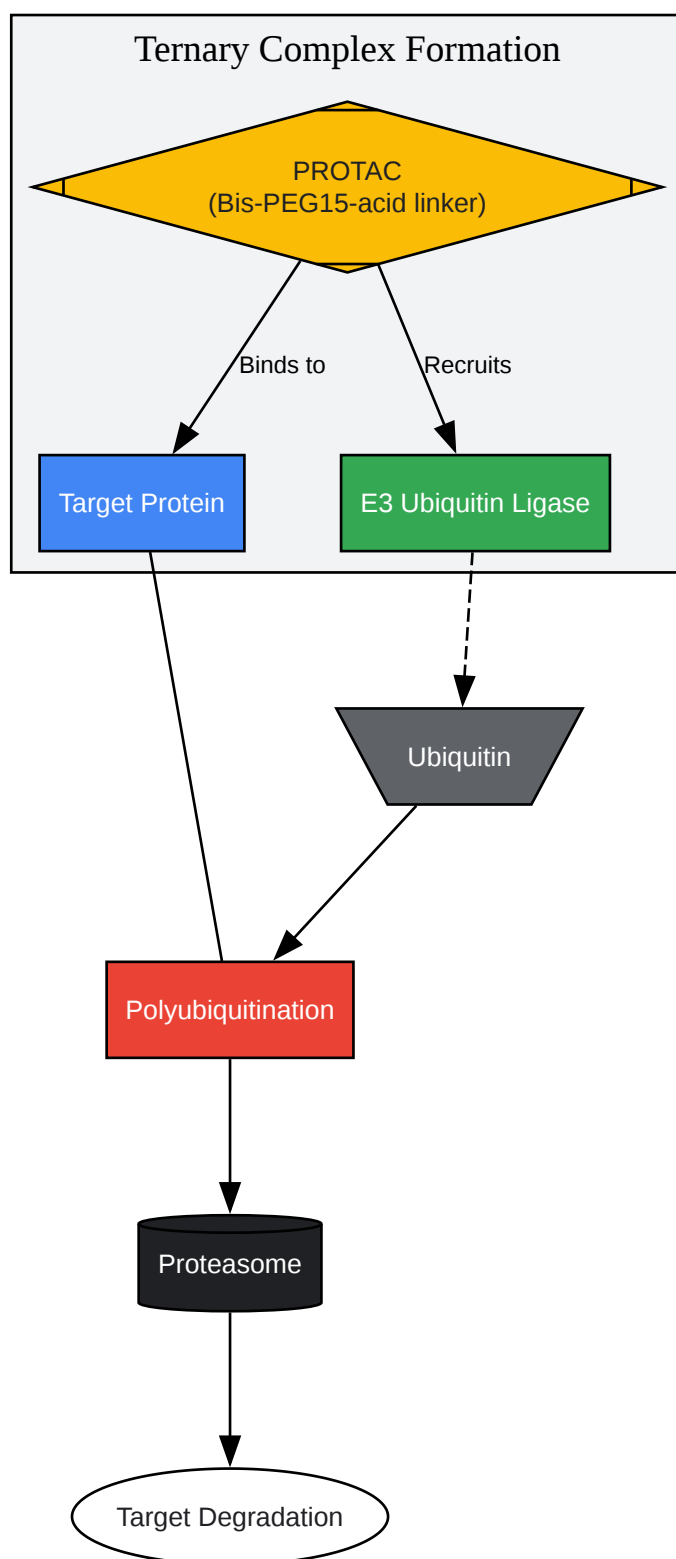 Ternary Complex Formation
PROTAC
(Bis-PEG15-acid linker)
Binds to
Recruits
Target Protein
E3 Ubiquitin Ligase
Ubiquitin
Polyubiquitination
Proteasome
Target Degradation